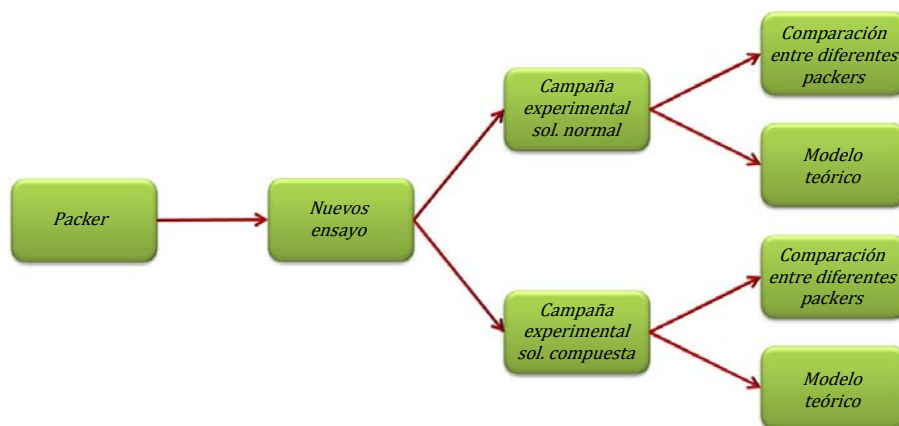 Packer
Nuevos
ensayo
Campaña
experimental
sol. normal
Comparación
entre diferentes
packers
Modelo
teórico
Campaña
experimental
sol. compuesta
Comparación
entre diferentes
packers
Modelo
teórico